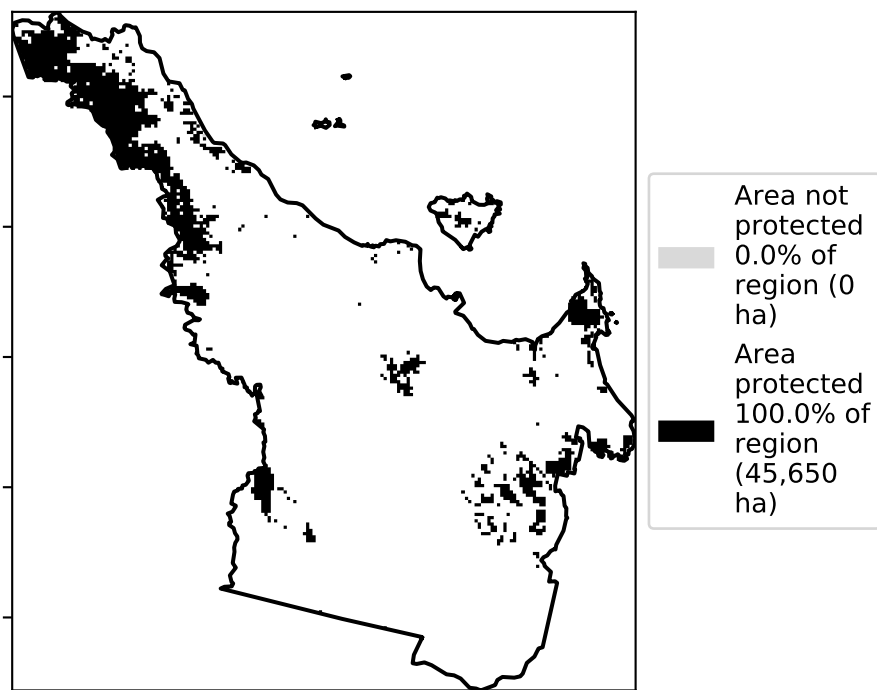 Area not
protected
0.0% of
region (0
ha)
Area
protected
100.0% of
region
(45,650
ha)